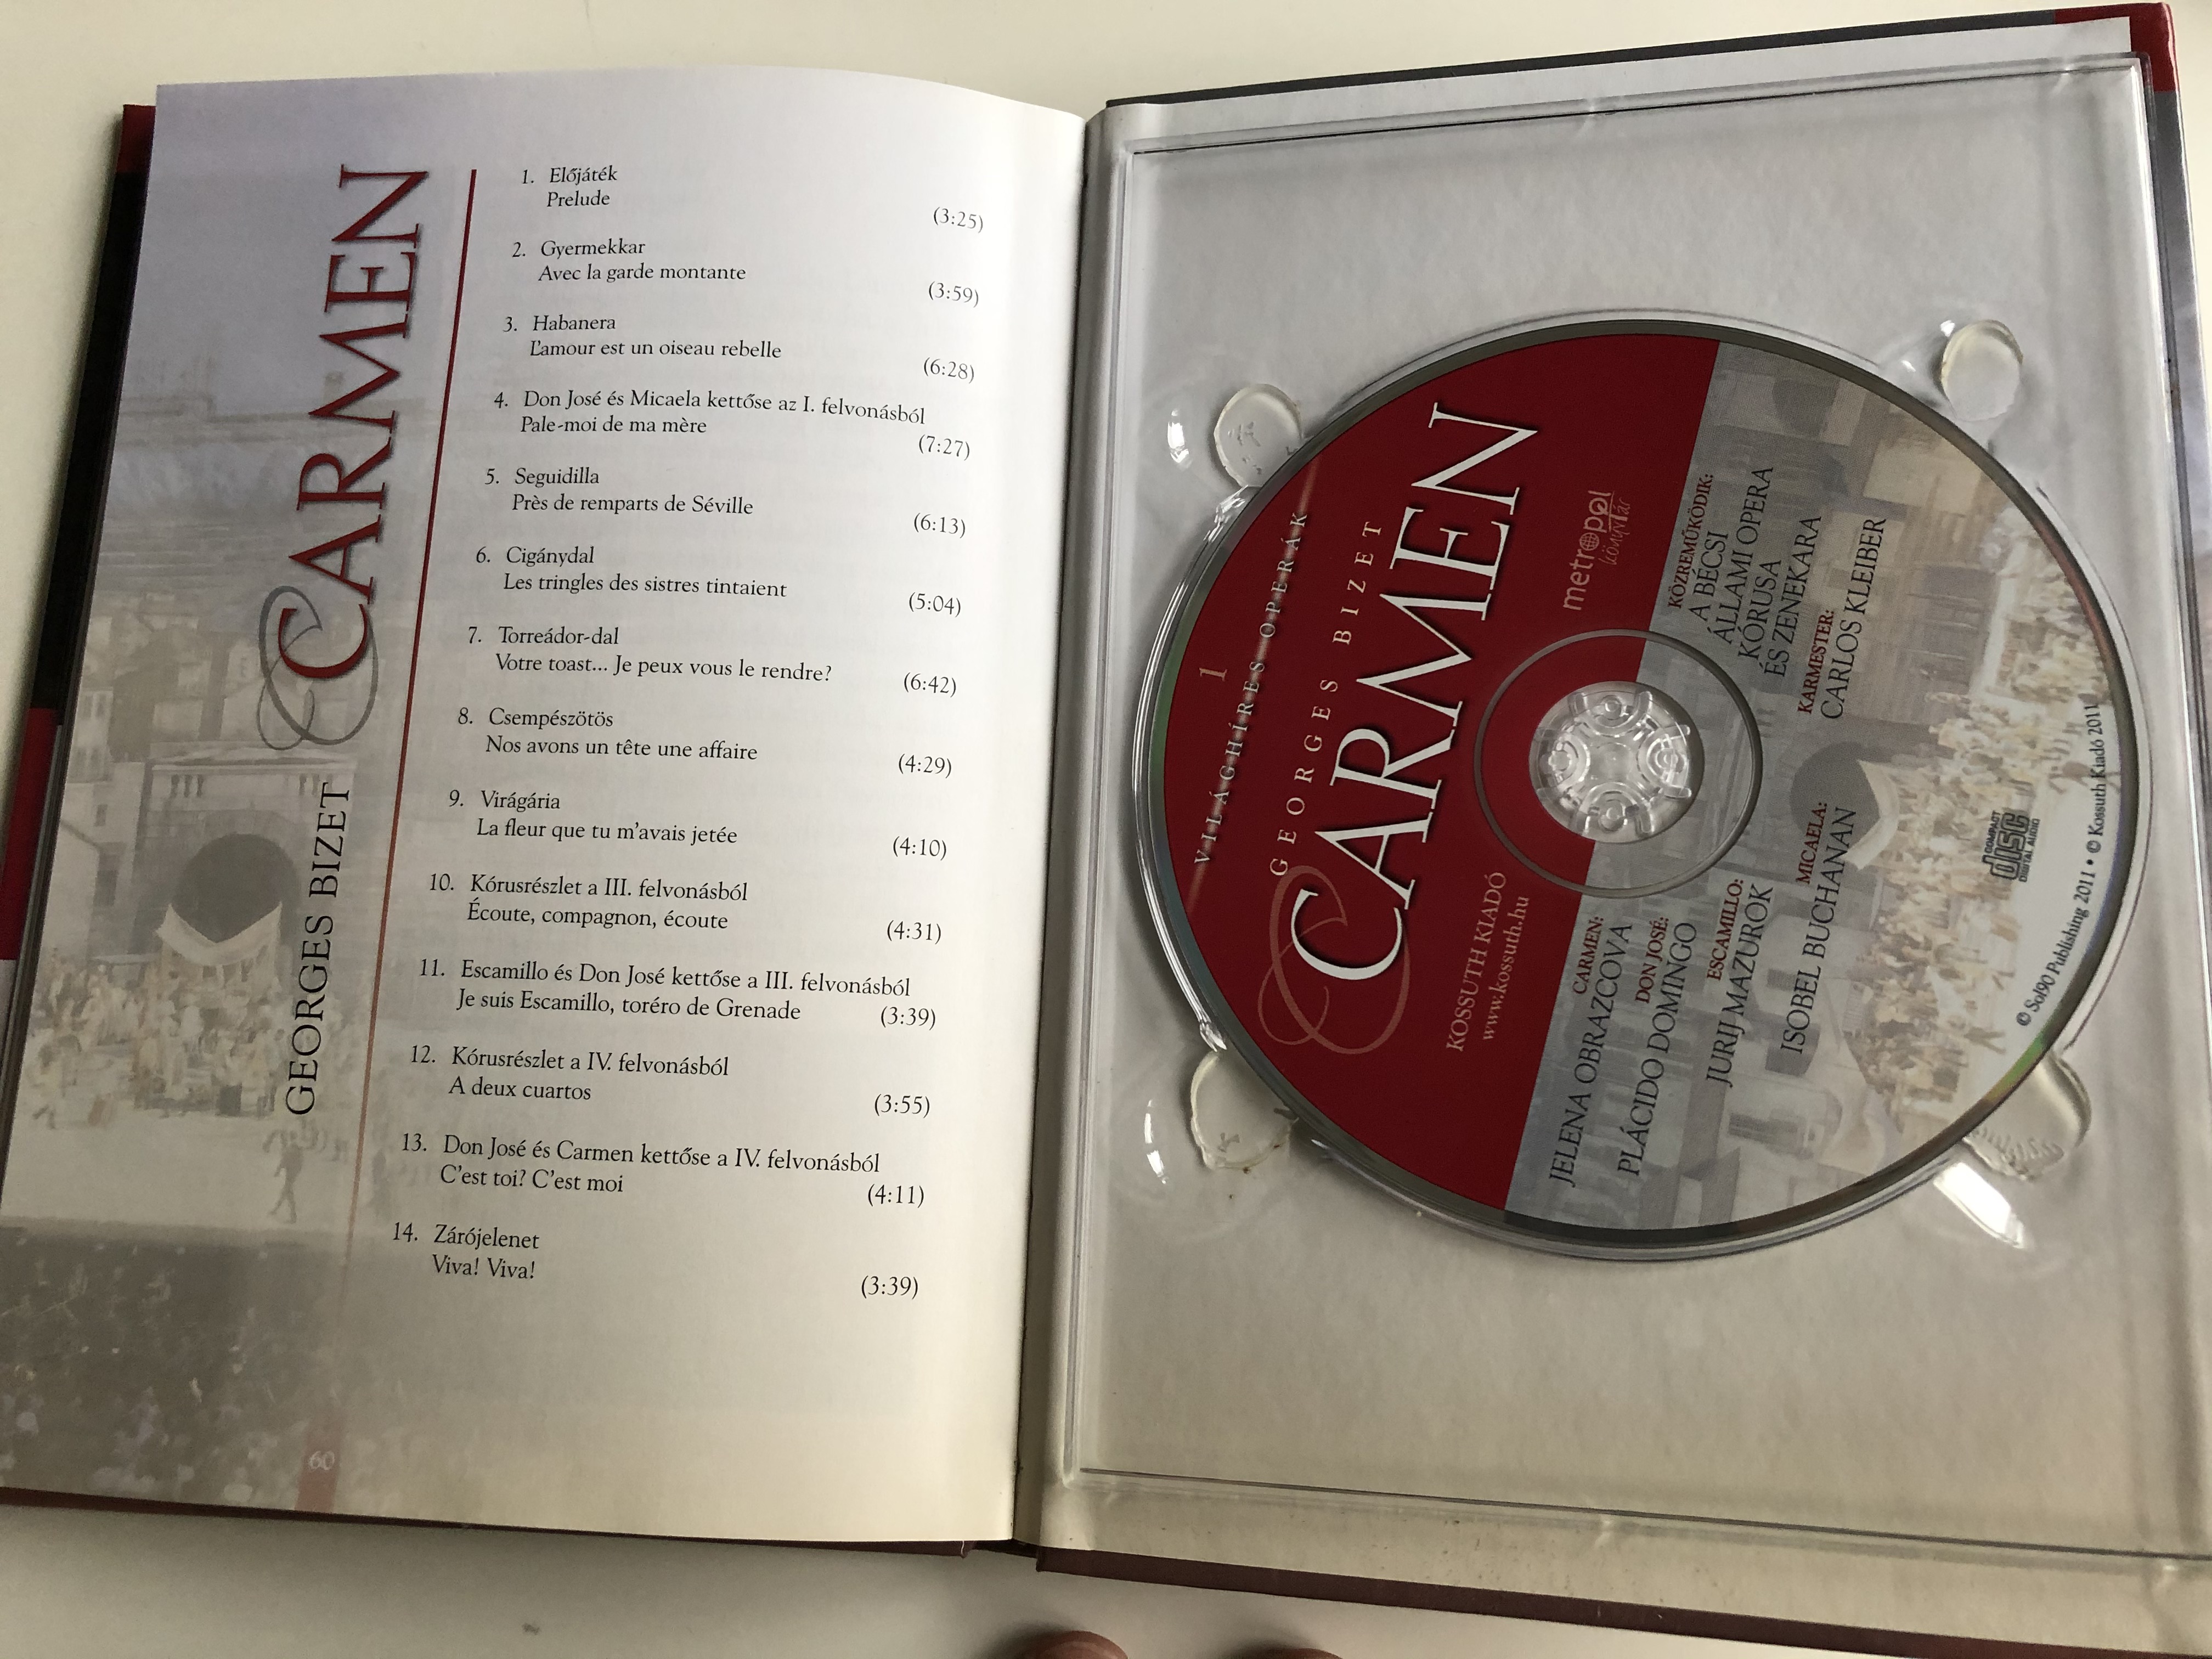 GEORGES BIZET CARMEN
1. Előjáték
Prelude
(3:25)
2. Gyermekkar
Avec la garde montante
(3:59)
3. Habanera
L'amour est un oiseau rebelle
(6:28)
4. Don José és Micaela kettőse az I. felvonásból
Pale-moi de ma mère
(7:27)
5. Seguidilla
Près de remparts de Séville
(6:13)
6. Cigánydal
Les tringles des sistres tintaient
(5:04)
7. Torreádor-dal
Votre toast... Je peux vous le rendre?
(6:42)
8. Csempészötös
Nos avons un tête une affaire
(4:29)
9. Virágária
La fleur que tu m'avais jetée
(4:10)
10. Kórusrészlet a III. felvonásból
Écoute, compagnon, écoute
(4:31)
11. Escamillo és Don José kettőse a III. felvonásból
Je suis Escamillo, toréro de Grenade (3:39)
12. Kórusrészlet a IV. felvonásból
A deux cuartos
(3:55)
13. Don José és Carmen kettőse a IV. felvonásból
C'est toi? C'est moi
(4:11)
14. Zárójelenet
Viva! Viva!
(3:39)
60
1
VILÁGHÍRES OPERÁK
GEORGES BIZET
CARMEN
KOSSUTH KIADÓ
www.kossuth.hu
metropol
könyvtár
CARMEN:
JELENA OBRAZCOVA
DON JOSÉ:
PLÁCIDO DOMINGO
ESCAMILLO:
JURIJ MAZUROK
MICAELA:
ISOBEL BUCHANAN
KÖZREMŰKÖDIK:
A BÉCSI
ÁLLAMI OPERA
KÓRUSA
ÉS ZENEKARA
KARMESTER:
CARLOS KLEIBER
COMPACT
disc
DIGITAL AUDIO
© Sol90 Publishing 2011 • © Kossuth Kiadó 2011